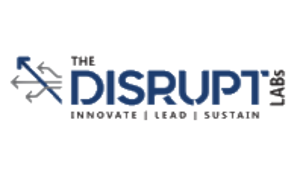 THE
DISRUPT
LABs
INNOVATE | LEAD | SUSTAIN